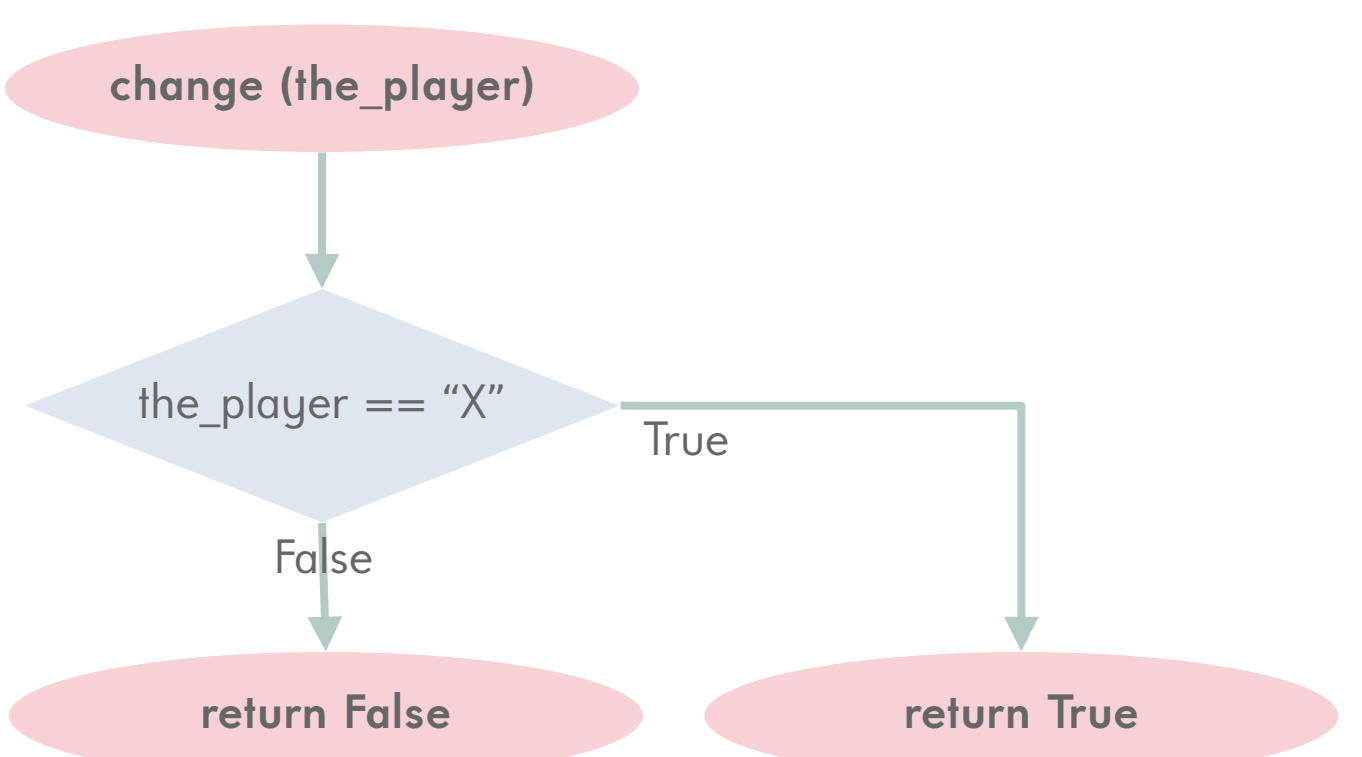 change (the_player)
the_player == “X”
True
False
return False
return True